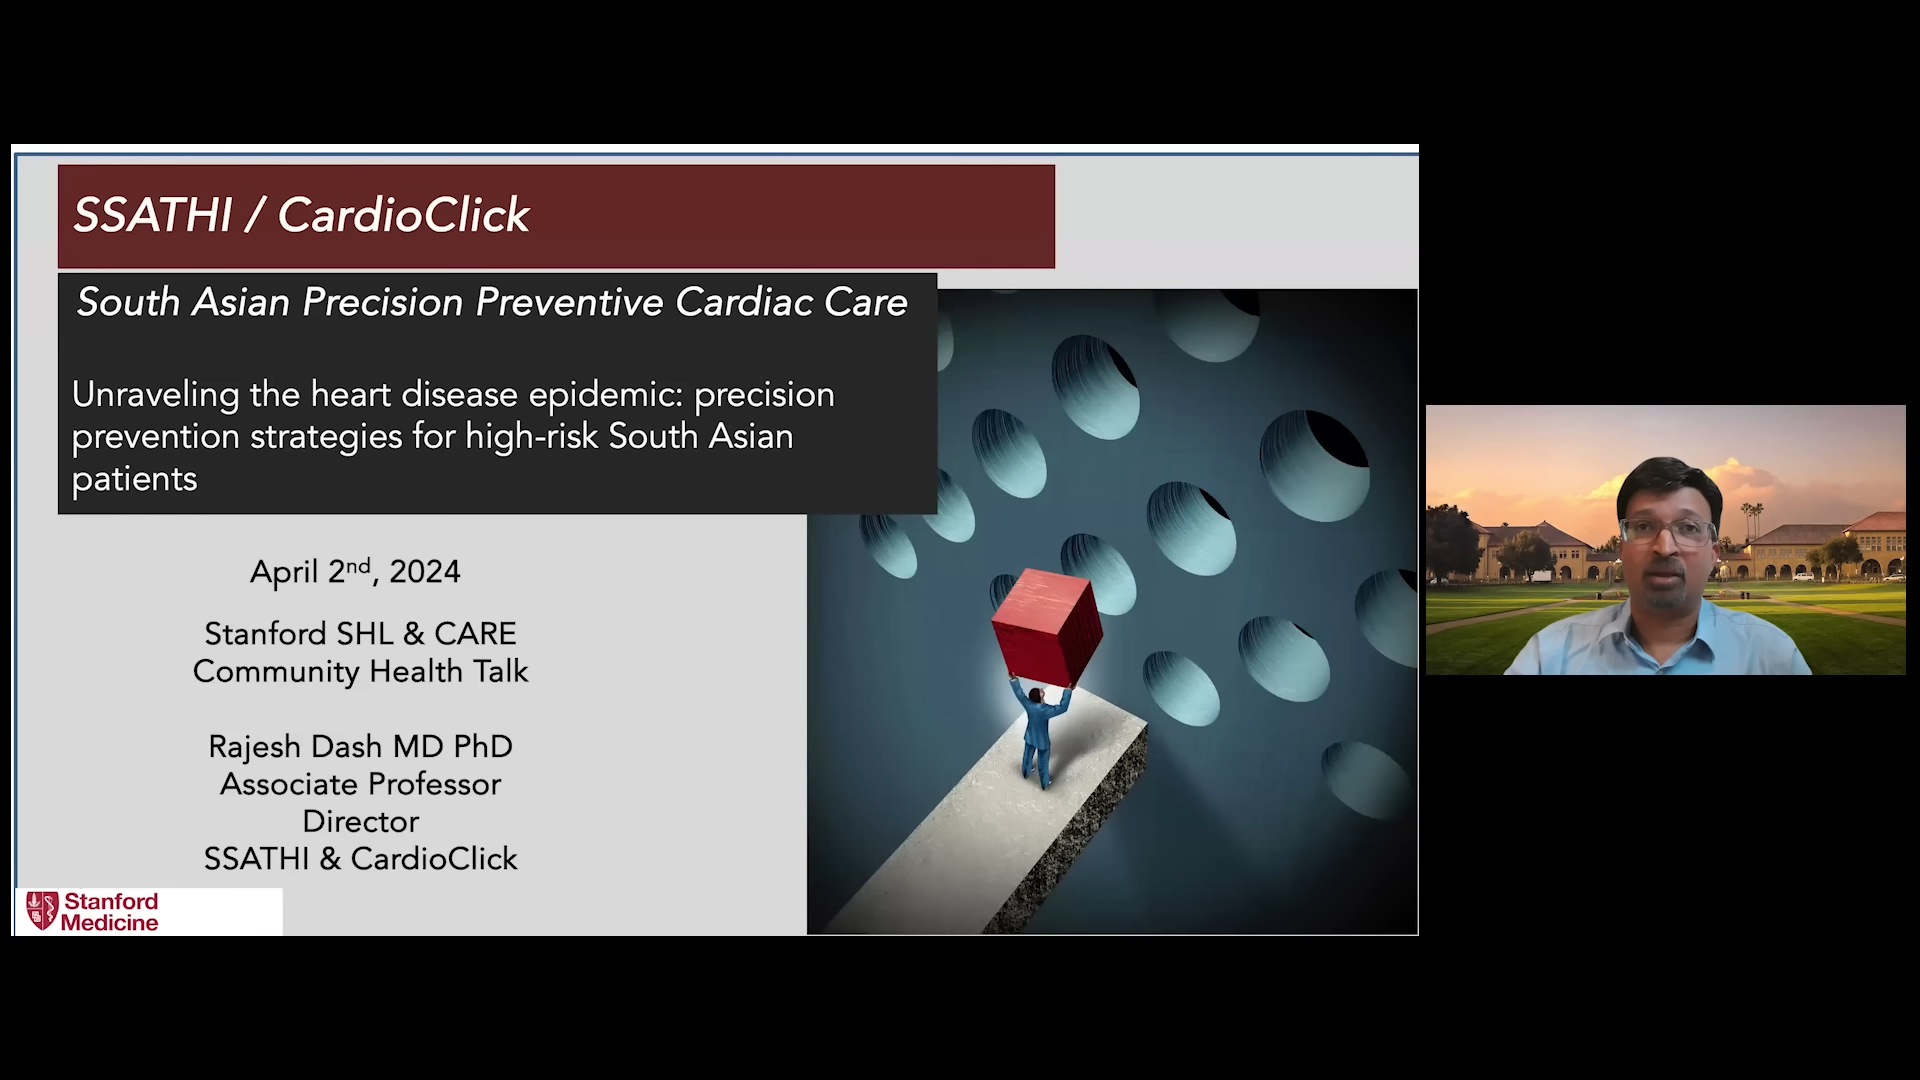 SSATHI / CardioClick
South Asian Precision Preventive Cardiac Care
Unraveling the heart disease epidemic: precision
prevention strategies for high-risk South Asian
patients
April 2nd, 2024
Stanford SHL & CARE
Community Health Talk
Rajesh Dash MD PhD
Associate Professor
Director
SSATHI & CardioClick
Stanford
Medicine